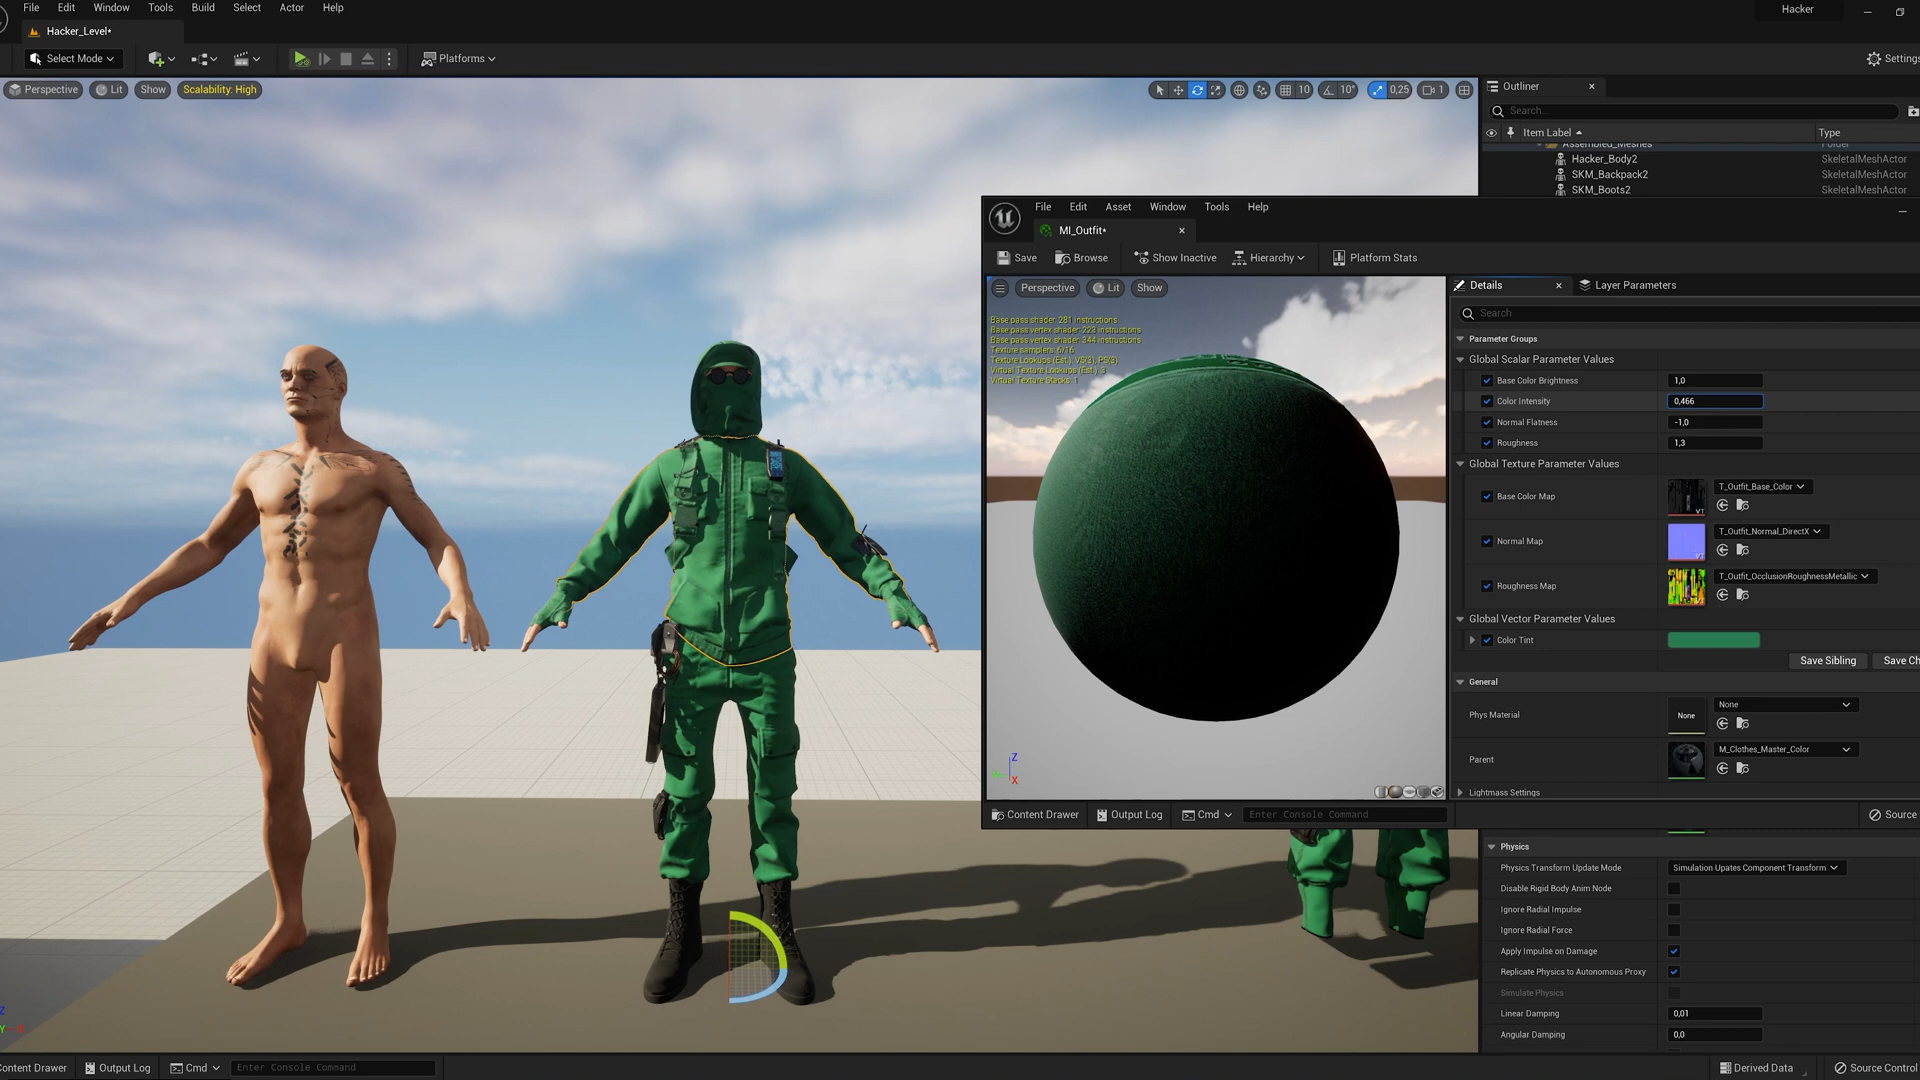 File Edit Window Tools Build Select Actor Help
Hacker
Hacker_Level*
Select Mode
Platforms
Settings
Perspective
Lit
Show
Scalability: High
10
10°
0,25
1
Outliner
Search...
Item Label
Type
Assembled_Meshes
Folder
Hacker_Body2
SkeletalMeshActor
SKM_Backpack2
SkeletalMeshActor
SKM_Boots2
SkeletalMeshActor
File Edit Asset Window Tools Help
MI_Outfit*
Save
Browse
Show Inactive
Hierarchy
Platform Stats
Perspective
Lit
Show
Base pass shader: 281 instructions
Base pass vertex shader: 223 instructions
Base pass vertex shader: 344 instructions
Texture samplers: 6/16
Texture Lookups (Est.): VS(3), PS(3)
Virtual Texture Lookups (Est.): 3
Virtual Texture Stacks: 1
Z
X
Details
Layer Parameters
Search
Parameter Groups
Global Scalar Parameter Values
Base Color Brightness
1,0
Color Intensity
0,466
Normal Flatness
-1,0
Roughness
1,3
Global Texture Parameter Values
Base Color Map
VT
T_Outfit_Base_Color
Normal Map
VT
T_Outfit_Normal_DirectX
Roughness Map
T_Outfit_OcclusionRoughnessMetallic
Global Vector Parameter Values
Color Tint
Save Sibling
Save Ch
General
Phys Material
None
None
Parent
M_Clothes_Master_Color
Lightmass Settings
Content Drawer
Output Log
Cmd
Enter Console Command
Source
Physics
Physics Transform Update Mode
Simulation Upates Component Transform
Disable Rigid Body Anim Node
Ignore Radial Impulse
Ignore Radial Force
Apply Impulse on Damage
Replicate Physics to Autonomous Proxy
Simulate Physics
Linear Damping
0,01
Angular Damping
0,0
Z
Y
X
ontent Drawer
Output Log
Cmd
Enter Console Command
Derived Data
Source Control